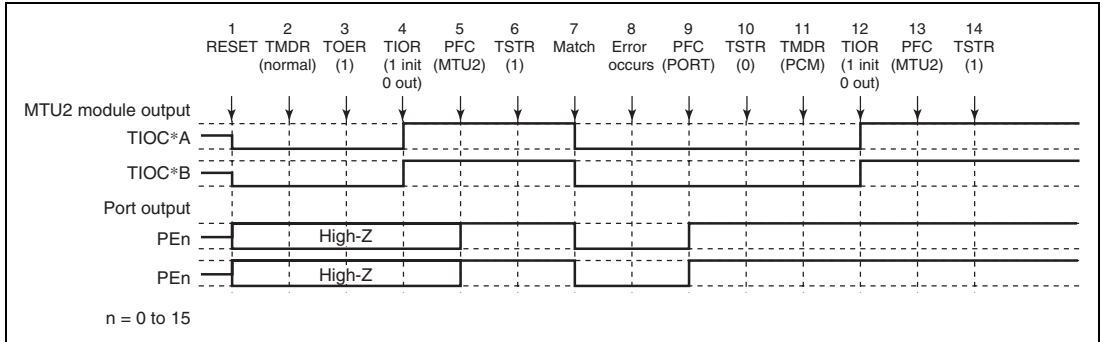 1 2 3 4 5 6 7 8 9 10 11 12 13 14
RESET TMDR TOER TIOR PFC TSTR Match Error PFC TSTR TMDR TIOR PFC TSTR
(normal) (1) (1 init (MTU2) (1) occurs (PORT) (0) (PCM) (1 init (MTU2) (1)
0 out) 0 out)
MTU2 module output
TIOC*A
TIOC*B
Port output
PEn High-Z
PEn High-Z
n = 0 to 15